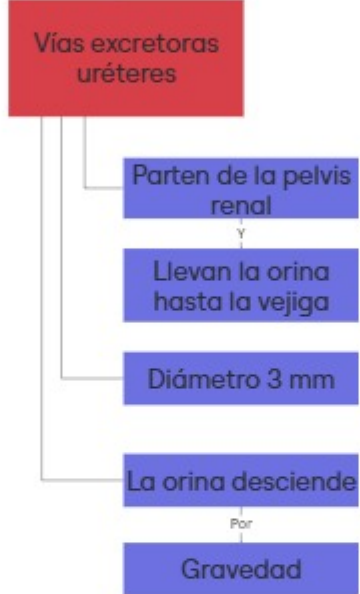 Vías excretoras
uréteres
Parten de la pelvis
renal
Y
Llevan la orina
hasta la vejiga
Diámetro 3 mm
La orina desciende
Por
Gravedad